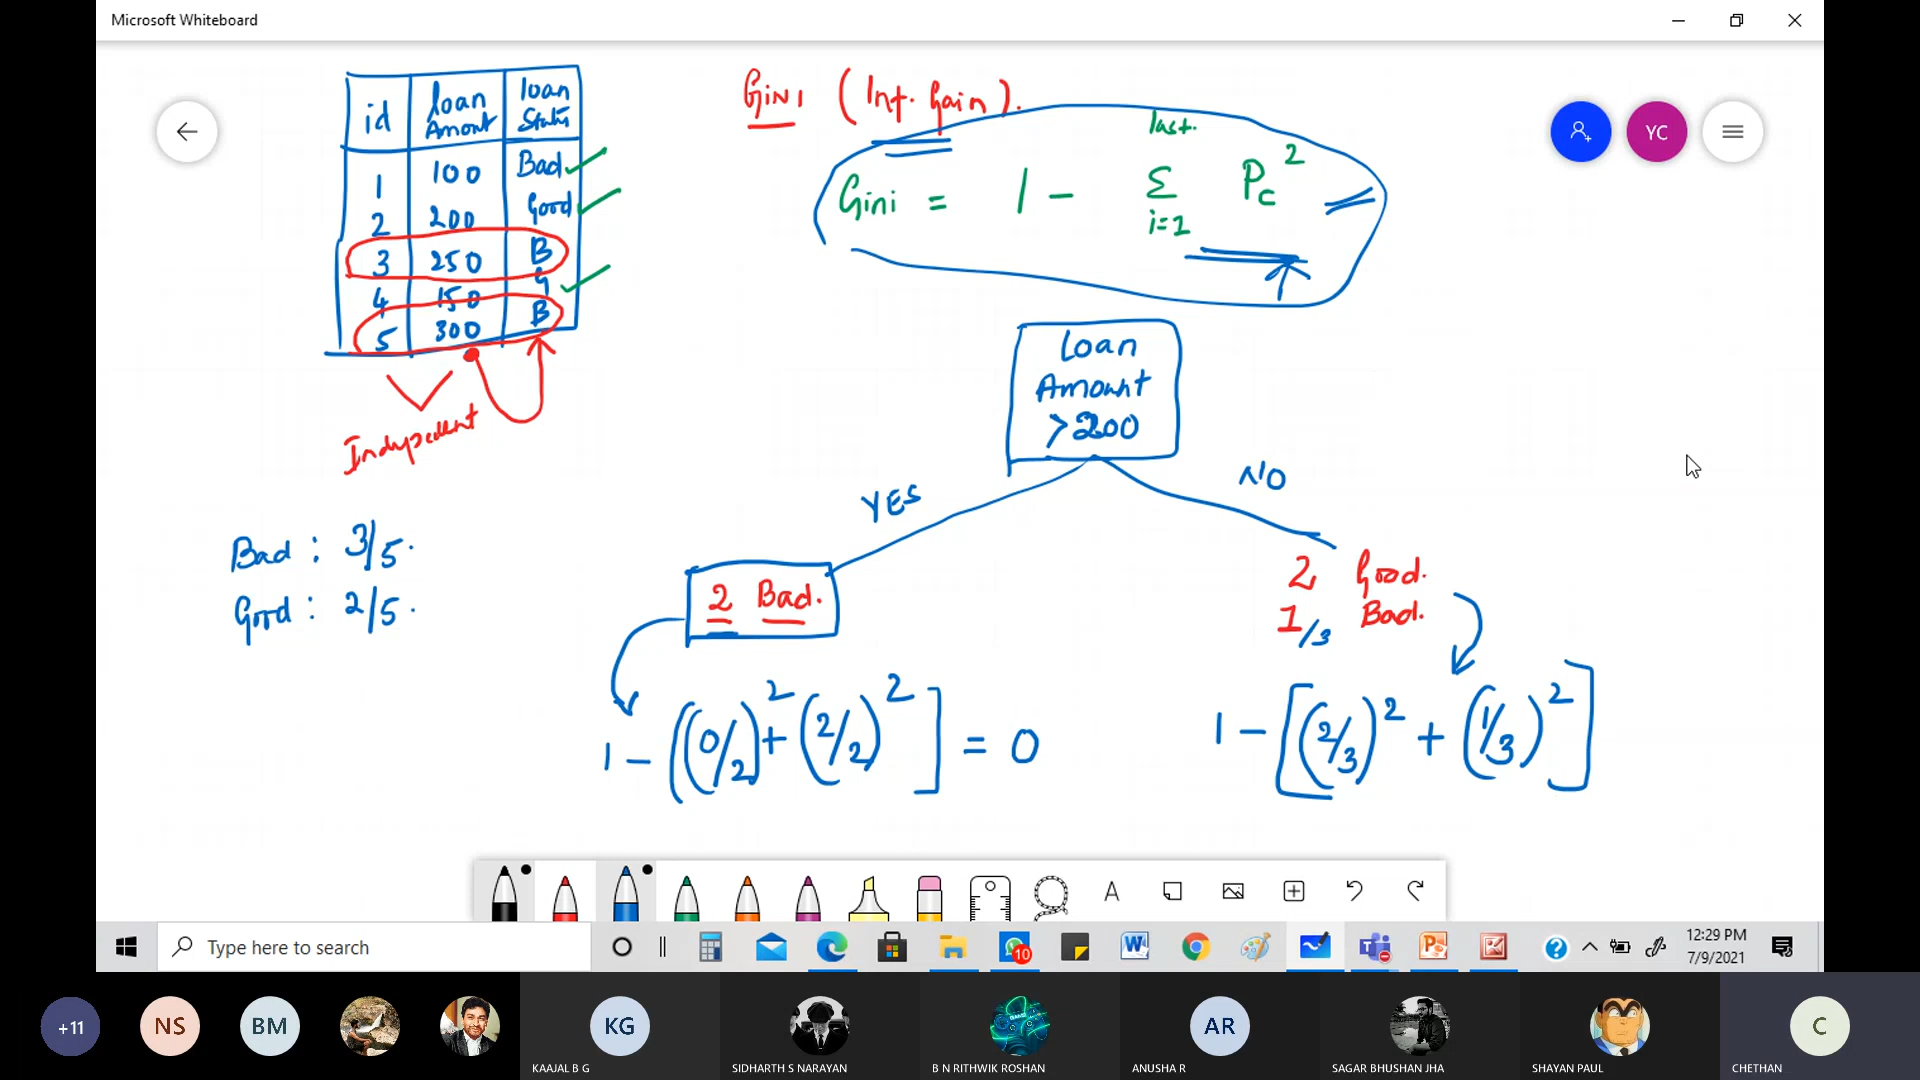 Microsoft Whiteboard
id loan Amont loan Status
1 100 Bad
2 200 Good
3 250 B
4 150 G
5 300 B
Indypedent
Bad : 3/5.
Good : 2/5.
GINI (Inf. Gain).
last.
Gini = 1 - Σ Pc²
i=1
Loan
Amount
>200
YES
NO
2 Bad.
2 Good.
1/3 Bad.
1 - ((0/2)² + (2/2)²] = 0
1 - [(2/3)² + (1/3)²]
YC
A
Type here to search
10
12:29 PM
7/9/2021
+11
NS
BM
KG
KAAJAL B G
SIDHARTH S NARAYAN
B N RITHWIK ROSHAN
AR
ANUSHA R
SAGAR BHUSHAN JHA
SHAYAN PAUL
C
CHETHAN